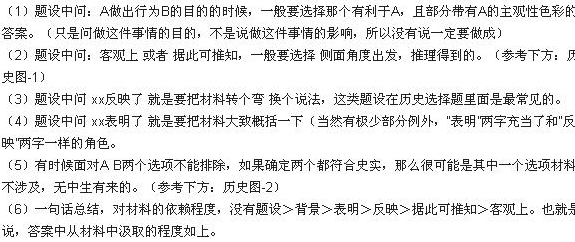 （1）题设中问：A做出行为B的目的的时候，一般要选择那个有利于A，且部分带有A的主观性色彩的
答案。（只是问做这件事情的目的，不是说做这件事情的影响，所以没有说一定要做成）
（2）题设中问：客观上 或者 据此可推知，一般要选择 侧面角度出发，推理得到的。（参考下方：历
史图-1）
（3）题设中问 xx反映了 就是要把材料转个弯 换个说法，这类题设在历史选择题里面是最常见的。
（4）题设中问 xx表明了 就是要把材料大致概括一下（当然有极少部分例外，"表明"两字充当了和"反
映"两字一样的角色。
（5）有时候面对A B两个选项不能排除，如果确定两个都符合史实，那么很可能是其中一个选项材料
不涉及，无中生有来的。（参考下方：历史图-2）
（6）一句话总结，对材料的依赖程度，没有题设＞背景＞表明＞反映＞据此可推知＞客观上。也就是
说，答案中从材料中汲取的程度如上。